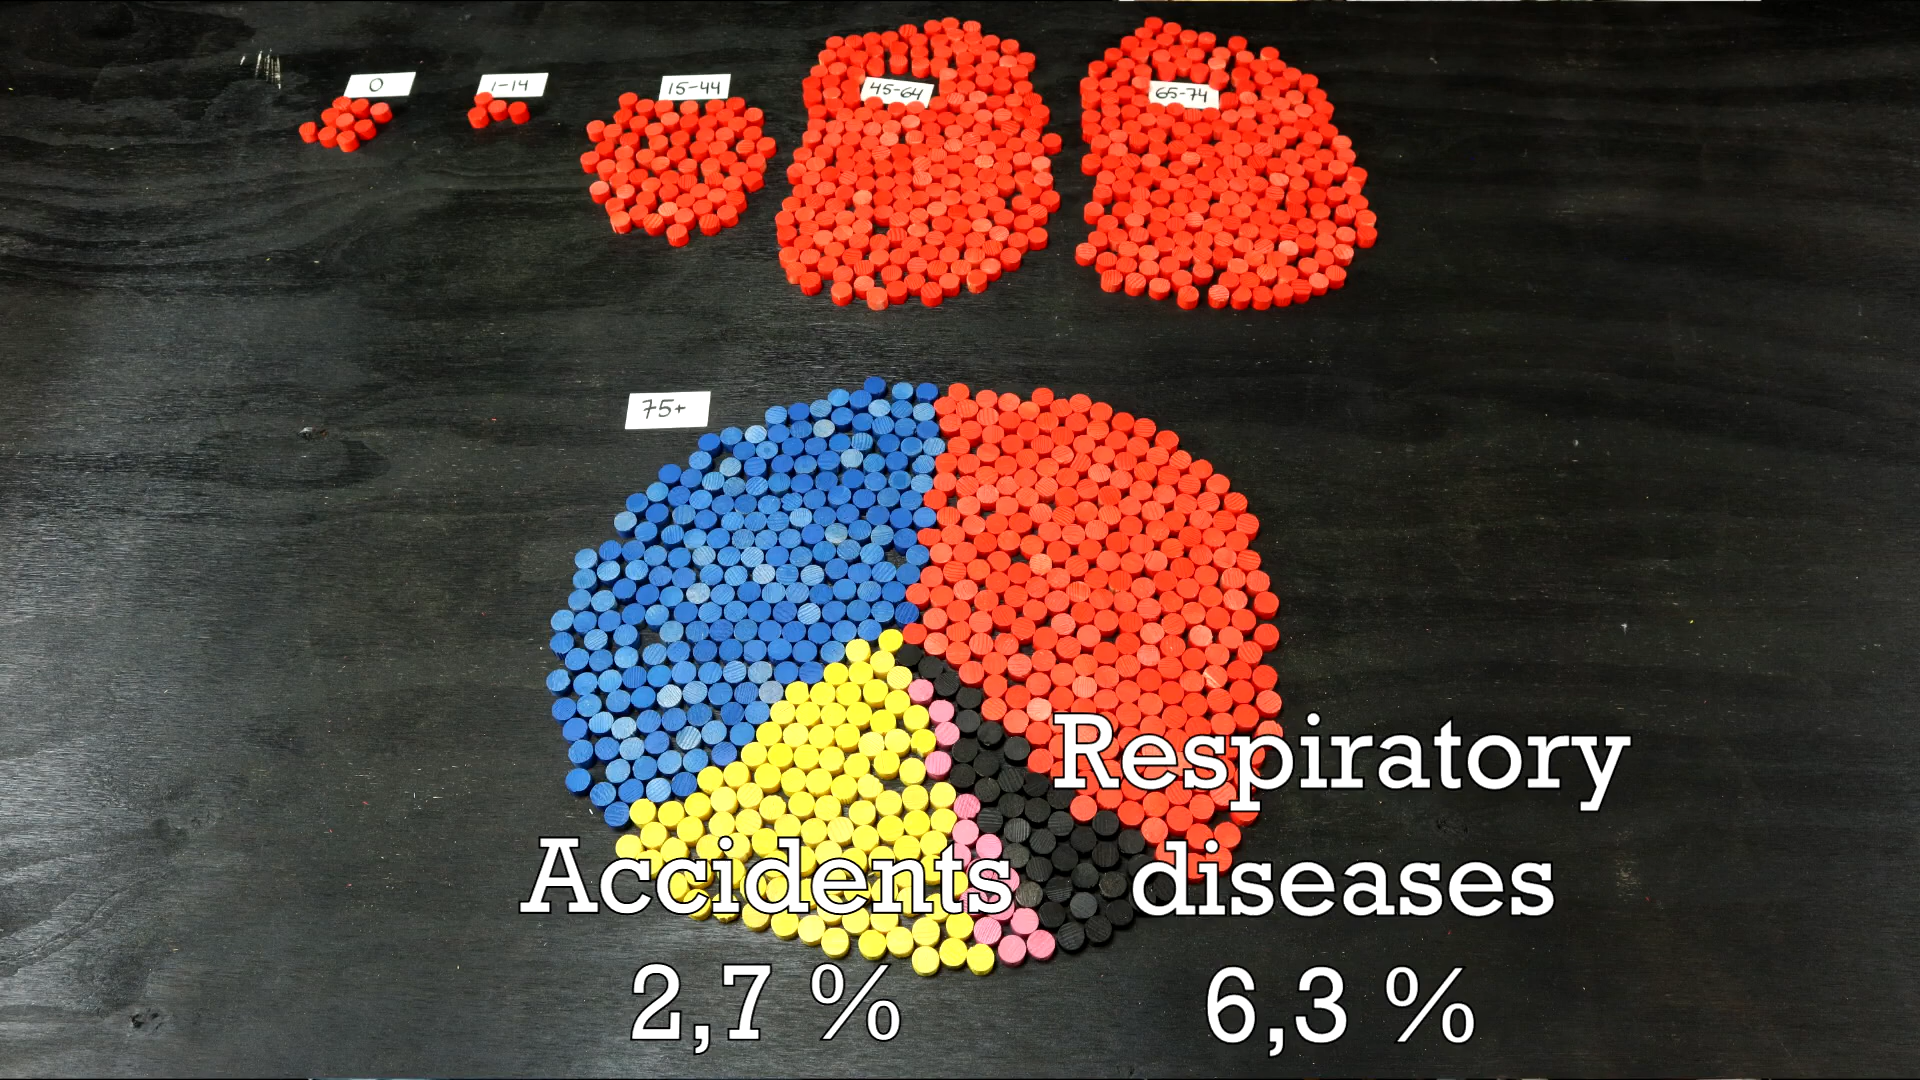 0
1-14
15-44
45-64
65-74
75+
Respiratory
diseases
6,3 %
Accidents
2,7 %